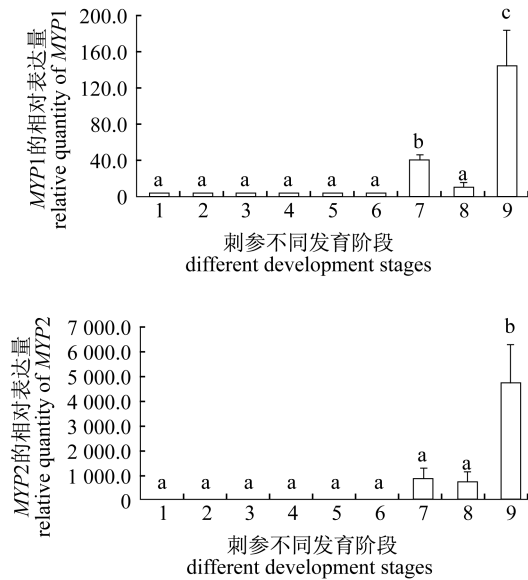 MYP1的相对表达量
relative quantity of MYP1
200.0
160.0
120.0
80.0
40.0
0
a a a a a a b a c
1 2 3 4 5 6 7 8 9
刺参不同发育阶段
different development stages
MYP2的相对表达量
relative quantity of MYP2
7 000.0
6 000.0
5 000.0
4 000.0
3 000.0
2 000.0
1 000.0
0
a a a a a a a a b
1 2 3 4 5 6 7 8 9
刺参不同发育阶段
different development stages